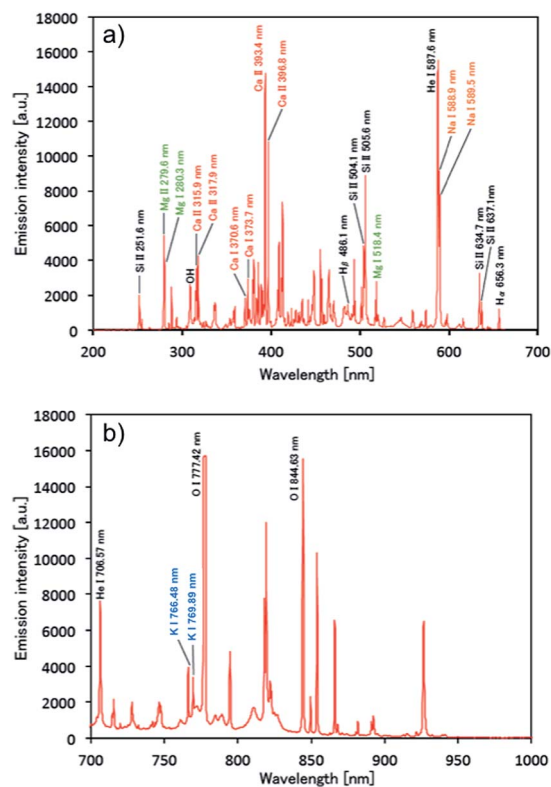 a)
18000
16000
14000
12000
10000
8000
6000
4000
2000
0
Emission intensity [a.u.]
Si II 251.6 nm
Mg II 279.6 nm
Mg I 280.3 nm
OH
Ca II 315.9 nm
Ca II 317.9 nm
Ca I 370.6 nm
Ca I 373.7 nm
Ca II 393.4 nm
Ca II 396.8 nm
Hβ 486.1 nm
Si II 504.1 nm
Si II 505.6 nm
Mg I 518.4 nm
He I 587.6 nm
Na I 588.9 nm
Na I 589.5 nm
Si II 634.7 nm
Si II 637.1nm
Hα 656.3 nm
200 300 400 500 600 700
Wavelength [nm]
b)
18000
16000
14000
12000
10000
8000
6000
4000
2000
0
Emission intensity [a.u.]
He I 706.57 nm
K I 766.48 nm
K I 769.89 nm
O I 777.42 nm
O I 844.63 nm
700 750 800 850 900 950 1000
Wavelength [nm]